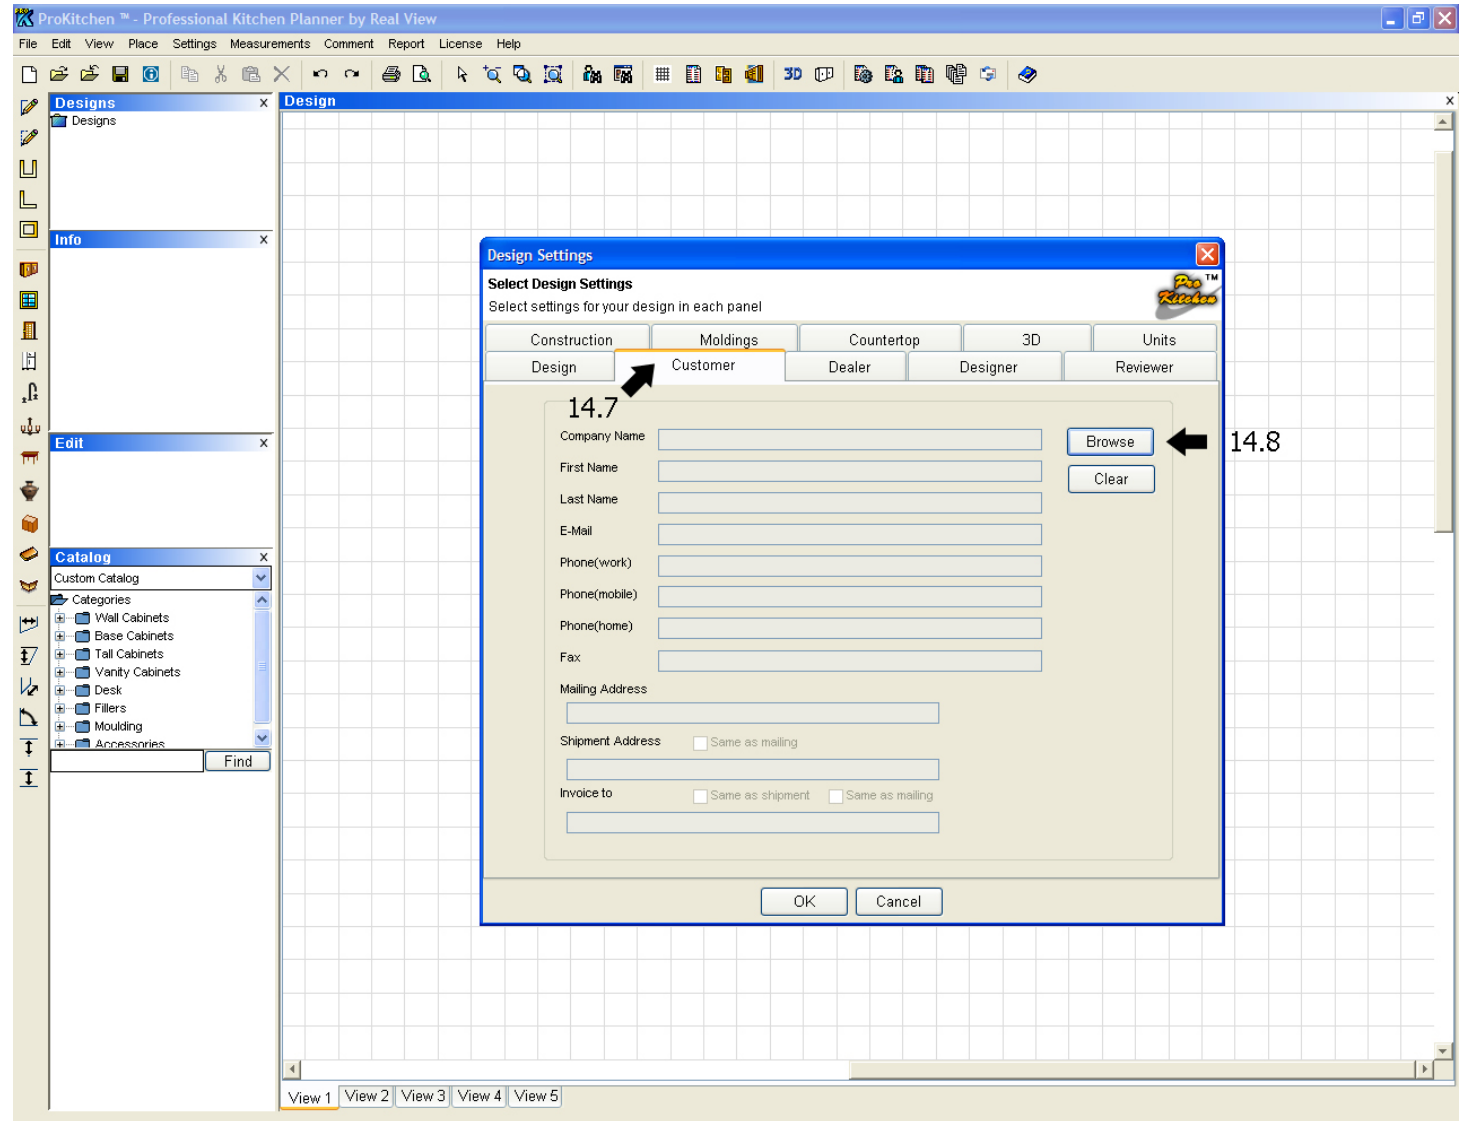 ProKitchen ™ - Professional Kitchen Planner by Real View
File Edit View Place Settings Measurements Comment Report License Help
3D
Designs x
Designs
Info x
Edit x
Catalog x
Custom Catalog
Categories
Wall Cabinets
Base Cabinets
Tall Cabinets
Vanity Cabinets
Desk
Fillers
Moulding
Accessories
Find
Design x
Design Settings
Select Design Settings
Select settings for your design in each panel
Pro Kitchen ™
Construction Moldings Countertop 3D Units
Design Customer Dealer Designer Reviewer
14.7
Company Name
Browse
14.8
First Name
Clear
Last Name
E-Mail
Phone(work)
Phone(mobile)
Phone(home)
Fax
Mailing Address
Shipment Address Same as mailing
Invoice to Same as shipment Same as mailing
OK Cancel
View 1 View 2 View 3 View 4 View 5